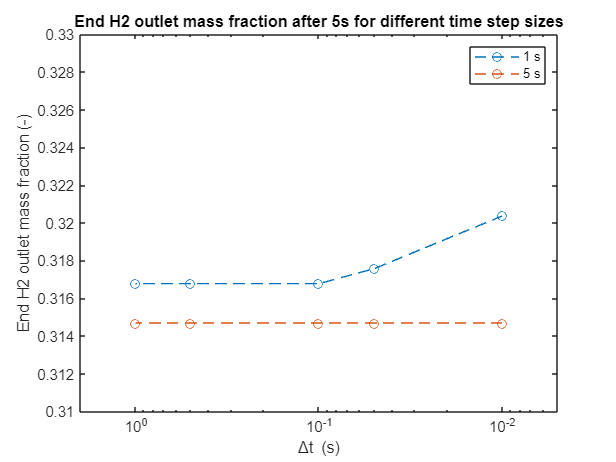 End H2 outlet mass fraction after 5s for different time step sizes
1 s
5 s
End H2 outlet mass fraction (-)
0.33
0.328
0.326
0.324
0.322
0.32
0.318
0.316
0.314
0.312
0.31
10⁰
10⁻¹
10⁻²
Δt (s)